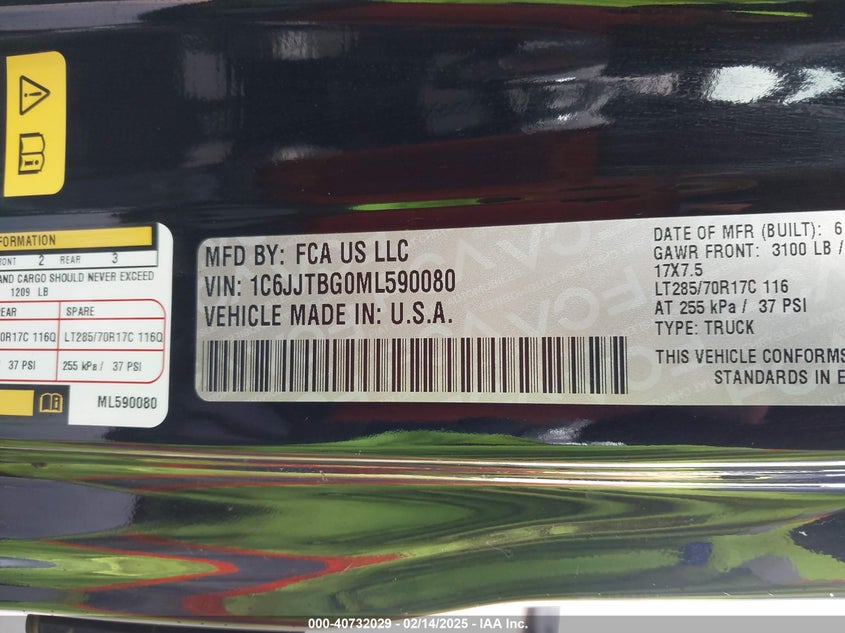 FORMATION
FRONT 2 REAR 3
AND CARGO SHOULD NEVER EXCEED
1209 LB
EAR SPARE
0R17C 116Q LT285/70R17C 116Q
37 PSI 255 kPa / 37 PSI
ML590080
MFD BY: FCA US LLC
VIN: 1C6JJTBG0ML590080
VEHICLE MADE IN: U.S.A.
DATE OF MFR (BUILT): 6
GAWR FRONT: 3100 LB /
17X7.5
LT285/70R17C 116
AT 255 kPa / 37 PSI
TYPE: TRUCK
THIS VEHICLE CONFORMS
STANDARDS IN E
000-40732029 - 02/14/2025 - IAA Inc.